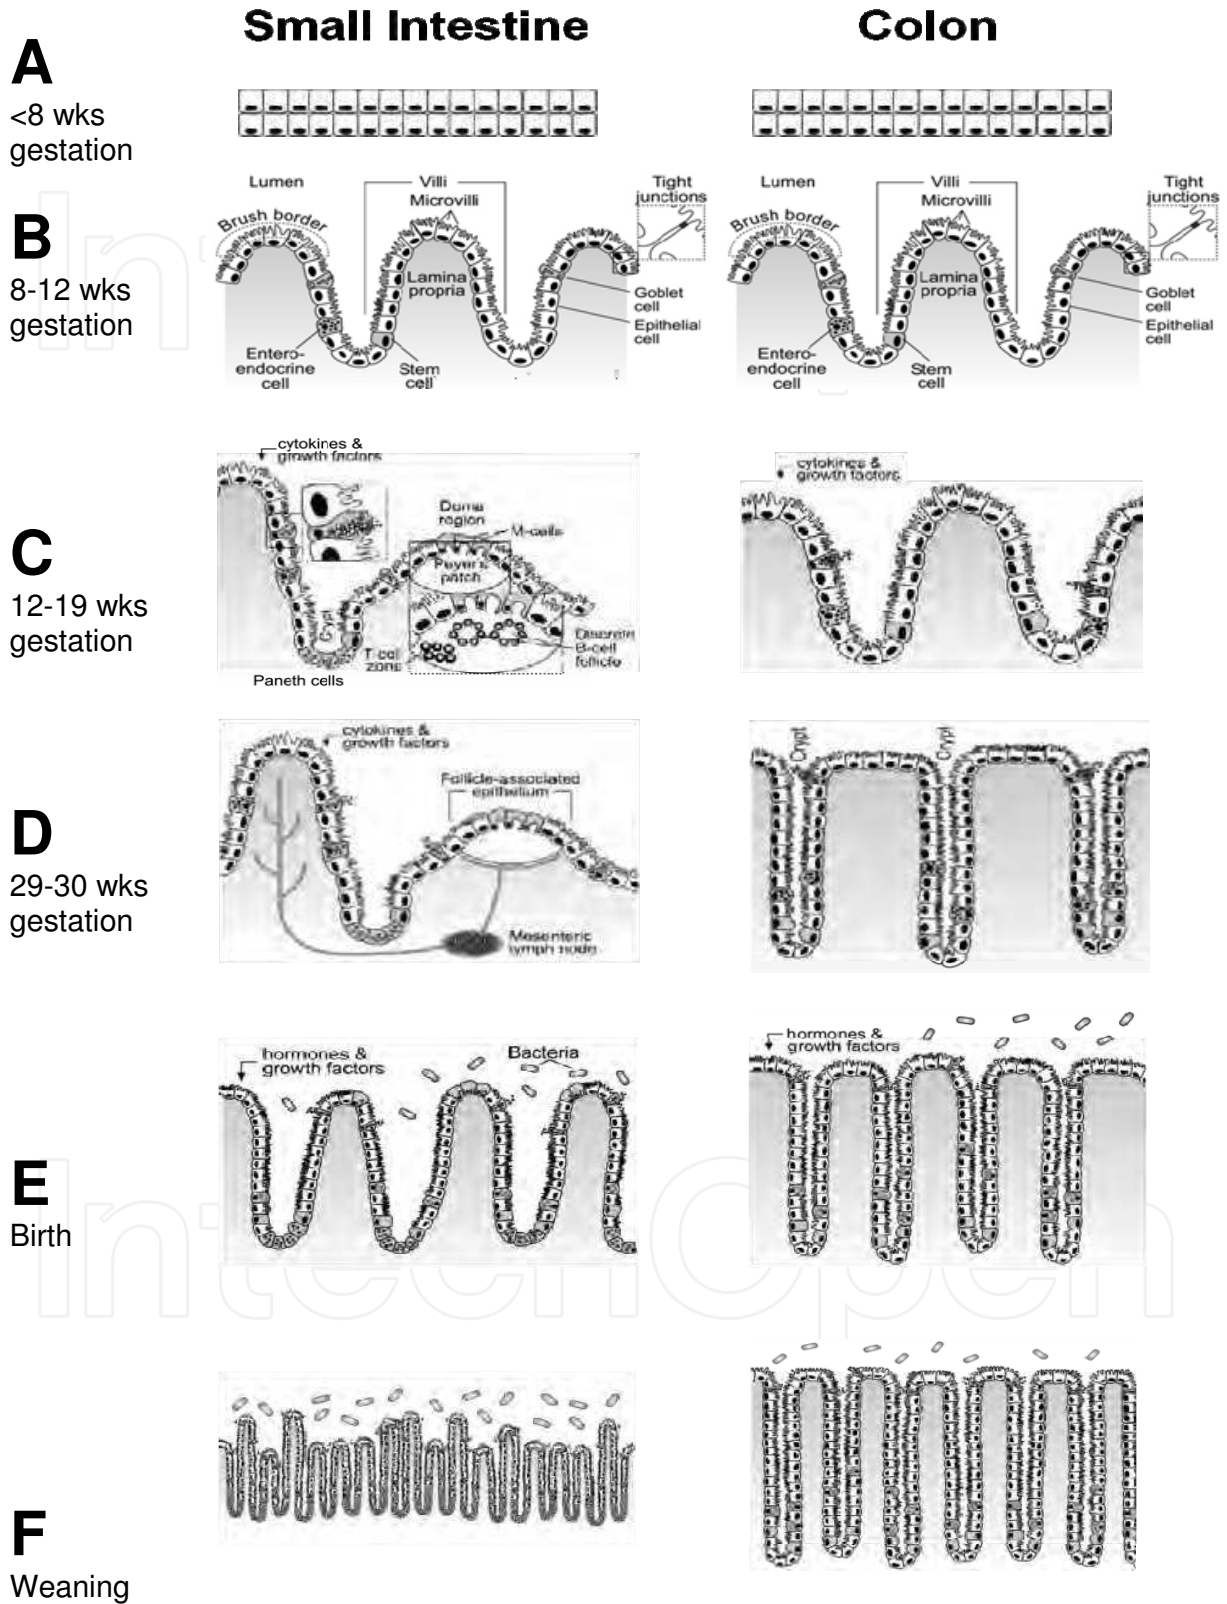 Small Intestine
Colon
A
<8 wks
gestation
B
8-12 wks
gestation
Lumen
Villi
Microvilli
Tight
junctions
Brush border
Lamina
propria
Goblet
cell
Epithelial
cell
Entero-
endocrine
cell
Stem
cell
Lumen
Villi
Microvilli
Tight
junctions
Brush border
Lamina
propria
Goblet
cell
Epithelial
cell
Entero-
endocrine
cell
Stem
cell
C
12-19 wks
gestation
cytokines &
growth factors
Dome
region
M-cells
Peyer's
patch
Crypt
T-cell
zone
B-cell
follicle
Paneth cells
cytokines &
growth factors
D
29-30 wks
gestation
cytokines &
growth factors
Follicle-associated
epithelium
Mesenteric
lymph node
Crypt
Crypt
E
Birth
hormones &
growth factors
Bacteria
hormones &
growth factors
F
Weaning
IntechOpen